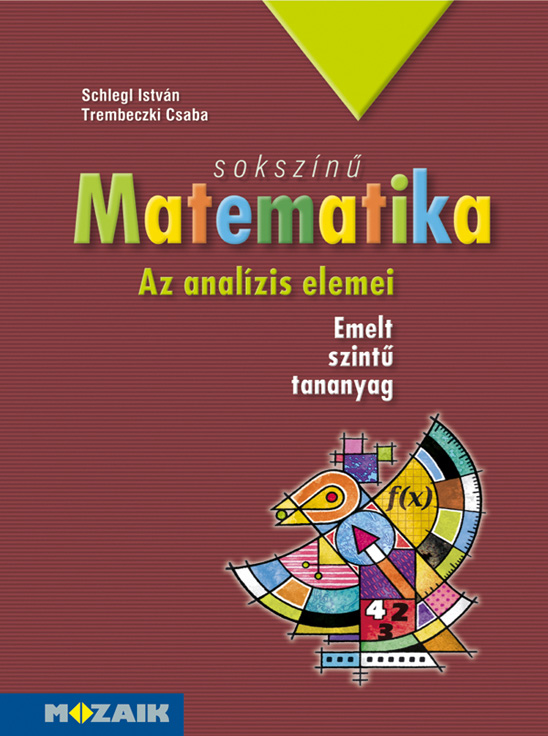 Schlegl István
Trembeczki Csaba
sokszínű
Matematika
Az analízis elemei
Emelt
szintű
tananyag
f(x)
4 2
3
MOZAIK